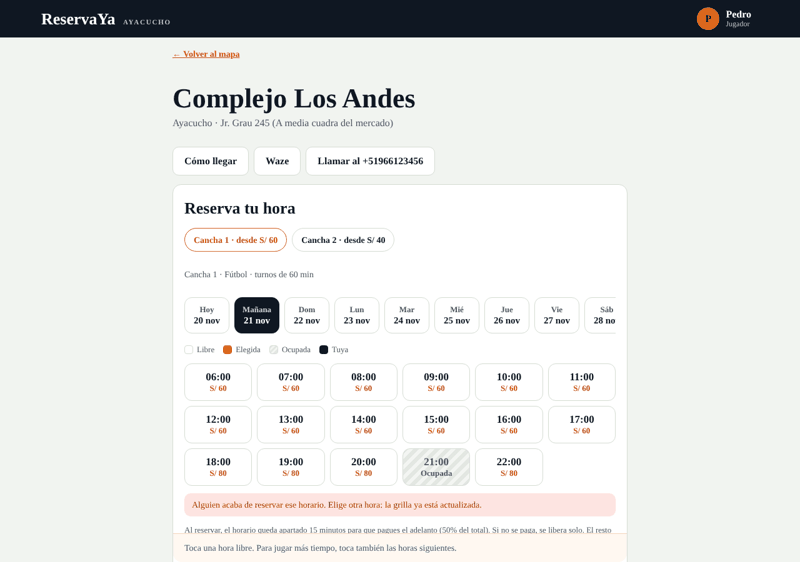 ReservaYa AYACUCHO
P
Pedro
Jugador
← Volver al mapa
Complejo Los Andes
Ayacucho · Jr. Grau 245 (A media cuadra del mercado)
Cómo llegar
Waze
Llamar al +51966123456
Reserva tu hora
Cancha 1 · desde S/ 60
Cancha 2 · desde S/ 40
Cancha 1 · Fútbol · turnos de 60 min
Hoy
20 nov
Mañana
21 nov
Dom
22 nov
Lun
23 nov
Mar
24 nov
Mié
25 nov
Jue
26 nov
Vie
27 nov
Sáb
28 no
Libre
Elegida
Ocupada
Tuya
06:00
S/ 60
07:00
S/ 60
08:00
S/ 60
09:00
S/ 60
10:00
S/ 60
11:00
S/ 60
12:00
S/ 60
13:00
S/ 60
14:00
S/ 60
15:00
S/ 60
16:00
S/ 60
17:00
S/ 60
18:00
S/ 80
19:00
S/ 80
20:00
S/ 80
21:00
Ocupada
22:00
S/ 80
Alguien acaba de reservar ese horario. Elige otra hora: la grilla ya está actualizada.
Al reservar, el horario queda apartado 15 minutos para que pagues el adelanto (50% del total). Si no se paga, se libera solo. El resto
Toca una hora libre. Para jugar más tiempo, toca también las horas siguientes.